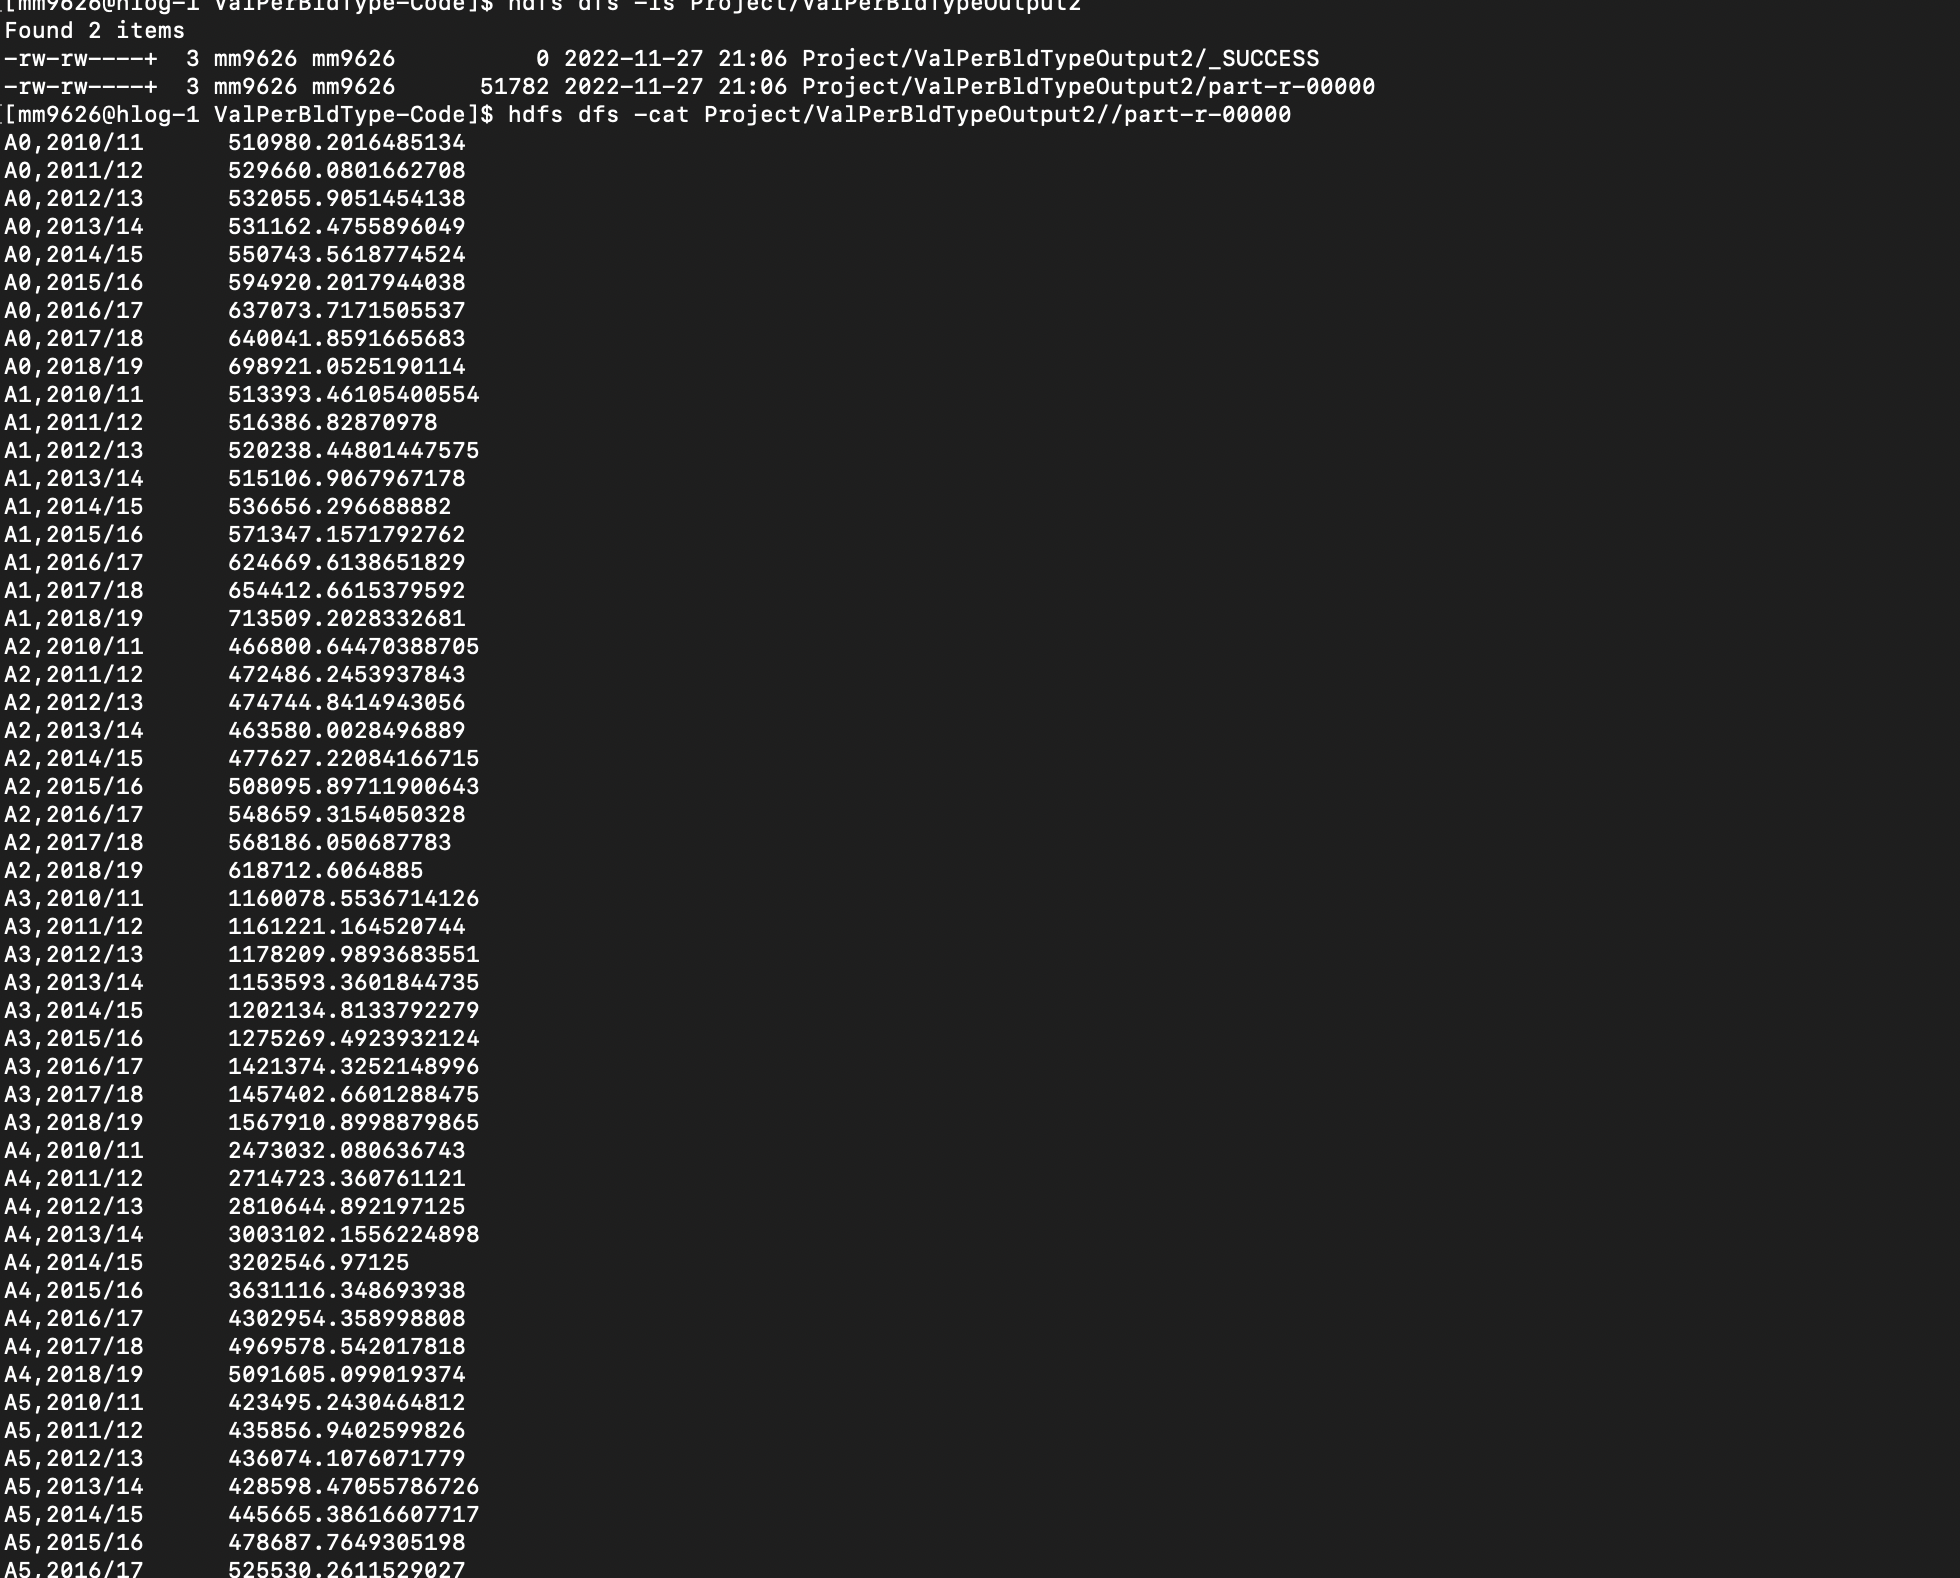 [[mm9626@hlog-1 ValPerBldType-Code]$ hdfs dfs -ls Project/ValPerBldTypeOutput2
Found 2 items
-rw-rw----+  3 mm9626 mm9626          0 2022-11-27 21:06 Project/ValPerBldTypeOutput2/_SUCCESS
-rw-rw----+  3 mm9626 mm9626      51782 2022-11-27 21:06 Project/ValPerBldTypeOutput2/part-r-00000
[[mm9626@hlog-1 ValPerBldType-Code]$ hdfs dfs -cat Project/ValPerBldTypeOutput2//part-r-00000
A0,2010/11      510980.2016485134
A0,2011/12      529660.0801662708
A0,2012/13      532055.9051454138
A0,2013/14      531162.4755896049
A0,2014/15      550743.5618774524
A0,2015/16      594920.2017944038
A0,2016/17      637073.7171505537
A0,2017/18      640041.8591665683
A0,2018/19      698921.0525190114
A1,2010/11      513393.46105400554
A1,2011/12      516386.82870978
A1,2012/13      520238.44801447575
A1,2013/14      515106.9067967178
A1,2014/15      536656.296688882
A1,2015/16      571347.1571792762
A1,2016/17      624669.6138651829
A1,2017/18      654412.6615379592
A1,2018/19      713509.2028332681
A2,2010/11      466800.64470388705
A2,2011/12      472486.2453937843
A2,2012/13      474744.8414943056
A2,2013/14      463580.0028496889
A2,2014/15      477627.22084166715
A2,2015/16      508095.89711900643
A2,2016/17      548659.3154050328
A2,2017/18      568186.050687783
A2,2018/19      618712.6064885
A3,2010/11      1160078.5536714126
A3,2011/12      1161221.164520744
A3,2012/13      1178209.9893683551
A3,2013/14      1153593.3601844735
A3,2014/15      1202134.8133792279
A3,2015/16      1275269.4923932124
A3,2016/17      1421374.3252148996
A3,2017/18      1457402.6601288475
A3,2018/19      1567910.8998879865
A4,2010/11      2473032.080636743
A4,2011/12      2714723.360761121
A4,2012/13      2810644.892197125
A4,2013/14      3003102.1556224898
A4,2014/15      3202546.97125
A4,2015/16      3631116.348693938
A4,2016/17      4302954.358998808
A4,2017/18      4969578.542017818
A4,2018/19      5091605.099019374
A5,2010/11      423495.2430464812
A5,2011/12      435856.9402599826
A5,2012/13      436074.1076071779
A5,2013/14      428598.47055786726
A5,2014/15      445665.38616607717
A5,2015/16      478687.7649305198
A5,2016/17      525530.2611529027